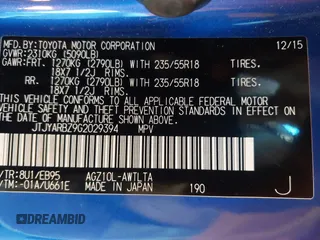 MFD. BY:TOYOTA MOTOR CORPORATION 12/15
GVWR:2310KG (5090LB)
GAWR:FRT. 1270KG (2790LB) WITH 235/55R18 TIRES,
18X7 1/2J RIMS.
RR. 1270KG (2790LB) WITH 235/55R18 TIRES,
18X7 1/2J RIMS.
THIS VEHICLE CONFORMS TO ALL APPLICABLE
FEDERAL MOTOR VEHICLE SAFETY, BUMPER, AND
THEFT PREVENTION STANDARDS IN EFFECT ON THE
DATE OF MANUFACTURE SHOWN ABOVE.
JTJYARBZ9G2029394 MPV
/TR:8U1/EB95 AGZ10L-AWTLTA
/TM:-01A/U661E MADE IN JAPAN 190 J
DREAMBID